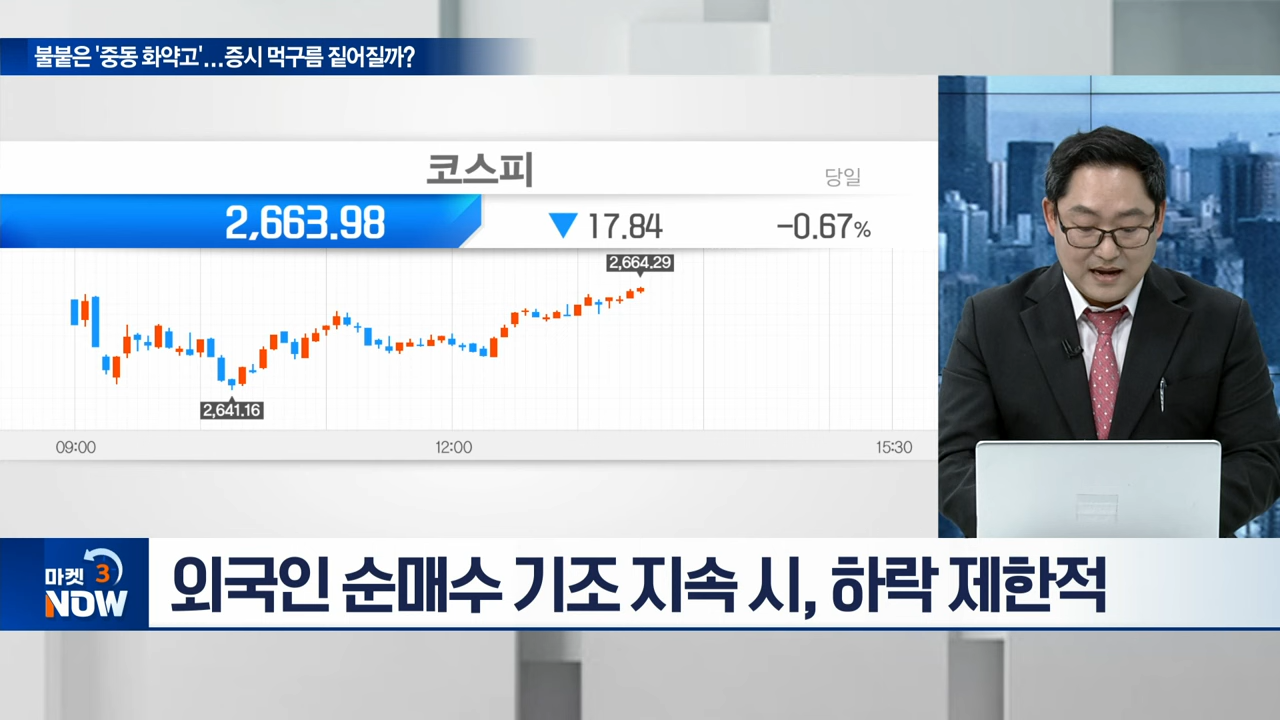 불붙은 '중동 화약고'...증시 먹구름 짙어질까?
코스피
당일
2,663.98 ▼ 17.84 -0.67%
2,664.29
2,641.16
09:00 12:00 15:30
마켓 3
NOW
외국인 순매수 기조 지속 시, 하락 제한적